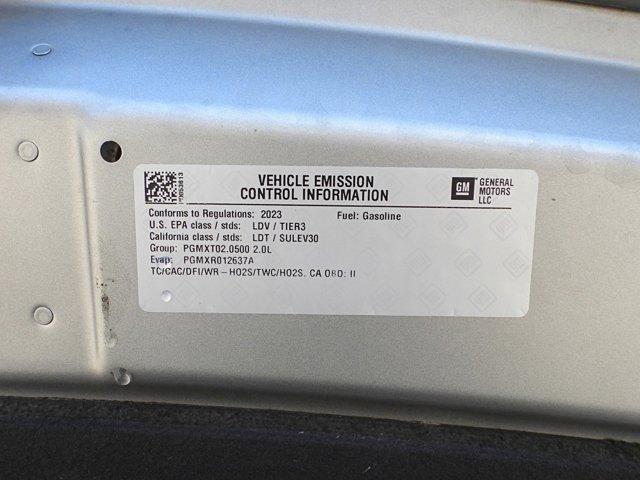 VEHICLE EMISSION
CONTROL INFORMATION
GM
GENERAL
MOTORS
LLC
Conforms to Regulations: 2023 Fuel: Gasoline
U.S. EPA class / stds: LDV / TIER3
California class / stds: LDT / SULEV30
Group: PGMXT02.0500 2.0L
Evap: PGMXR012637A
TC/CAC/DFI/WR – HO2S/TWC/HO2S. CA OBD: II